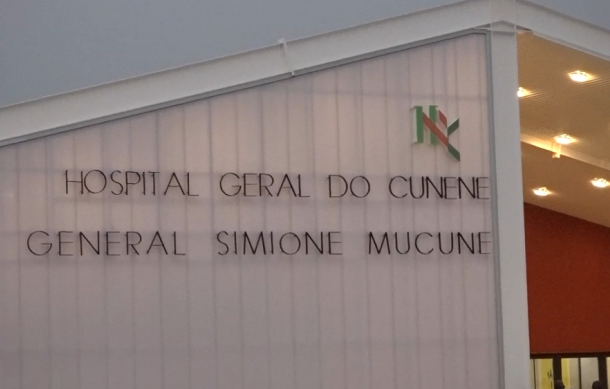 HOSPITAL GERAL DO CUNENE
GENERAL SIMIONE MUCUNE